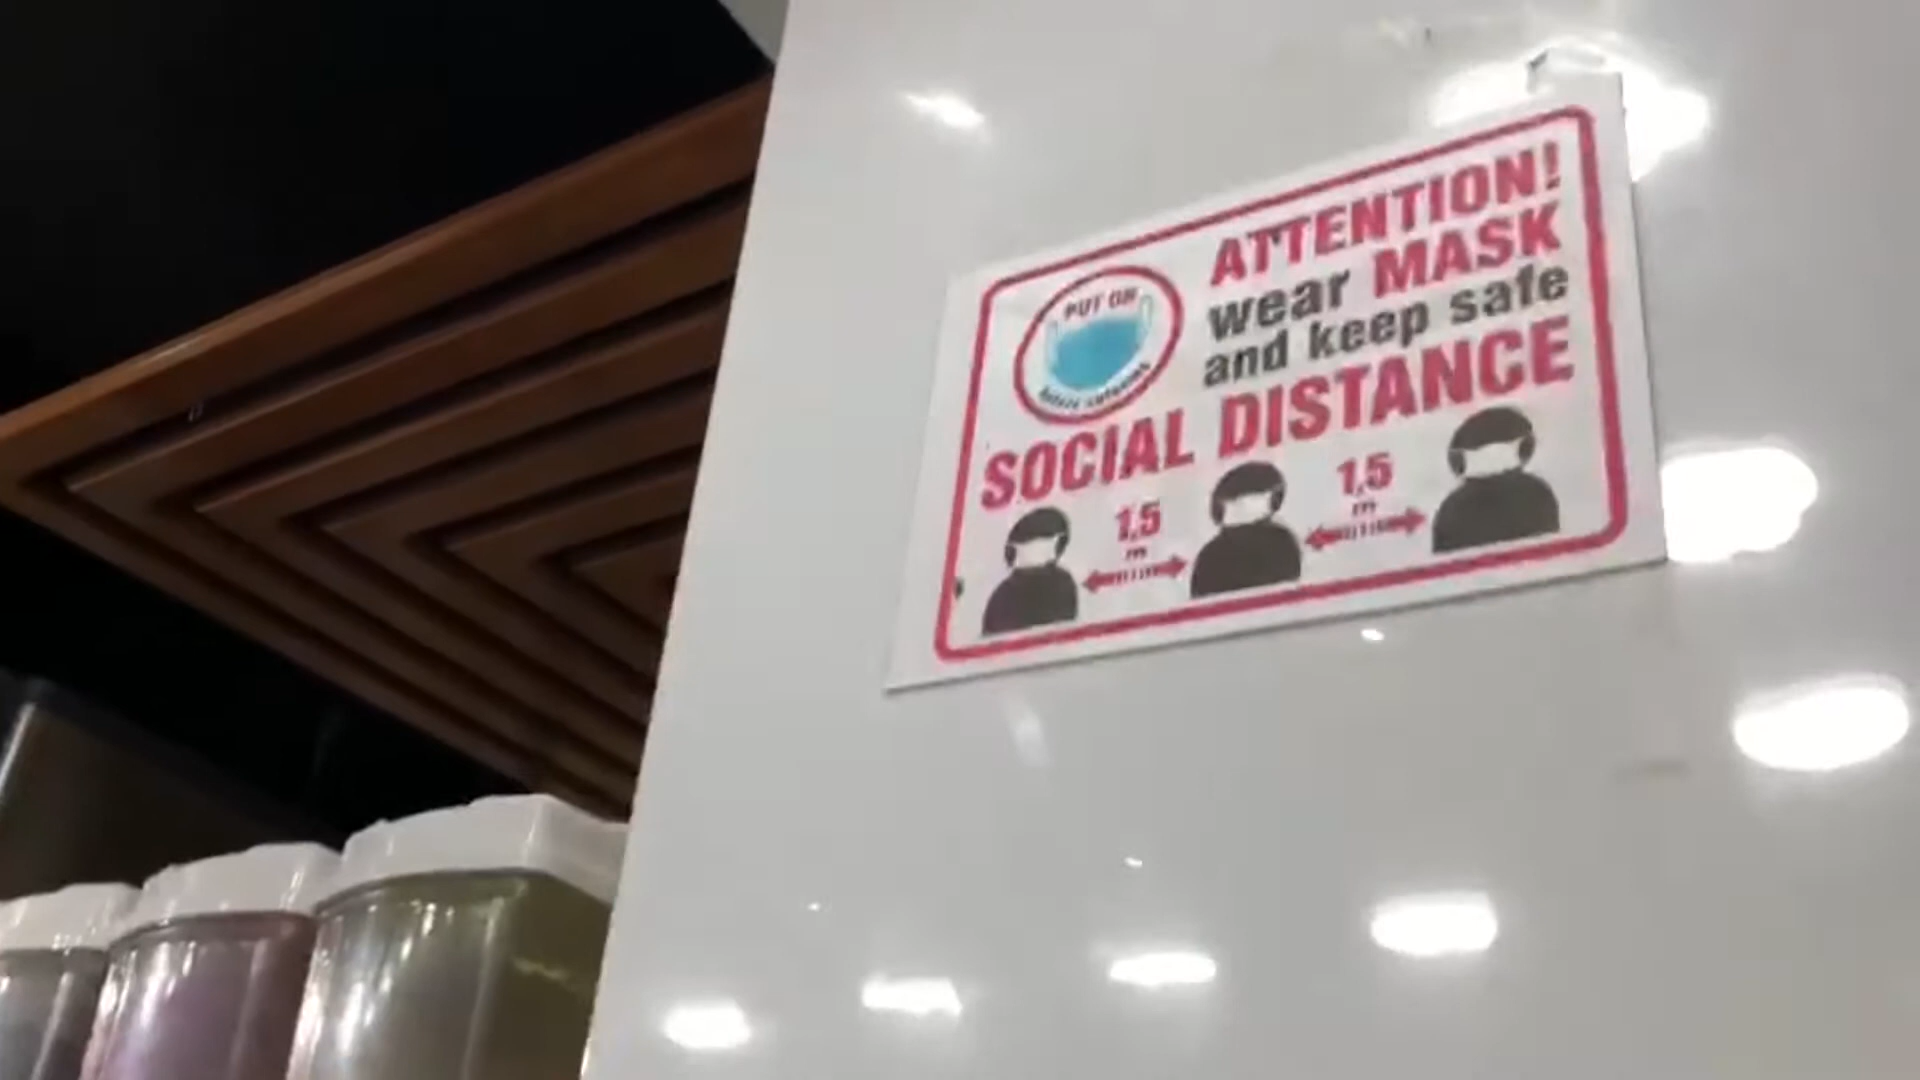 ATTENTION!
wear MASK
and keep safe
SOCIAL DISTANCE
PUT ON
1,5
m
1,5
m